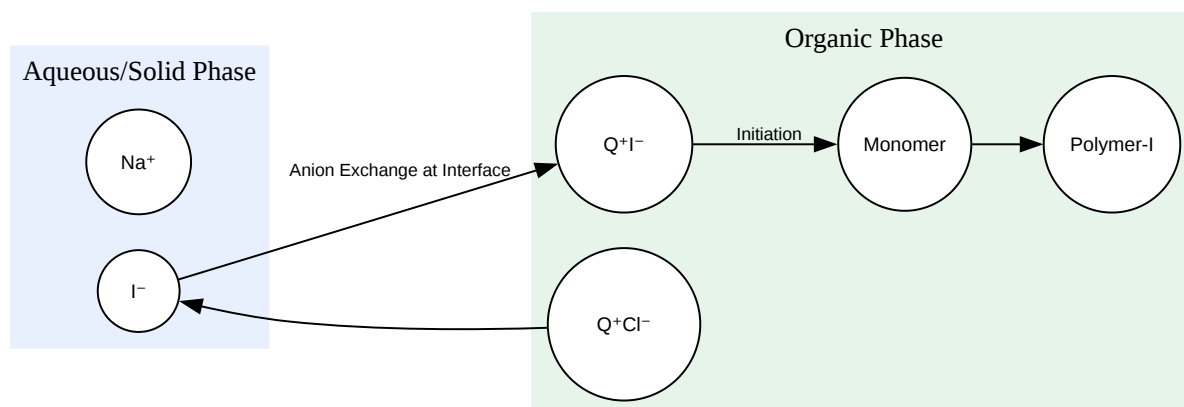 Organic Phase
Aqueous/Solid Phase
Na⁺
Anion Exchange at Interface
Q⁺I⁻
Initiation
Monomer
Polymer-I
I⁻
Q⁺Cl⁻